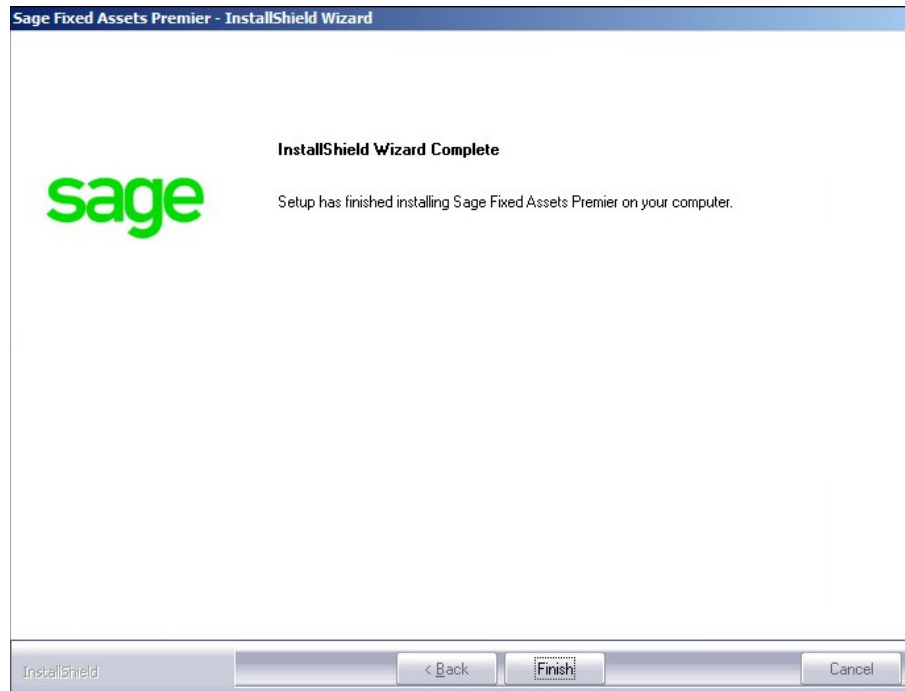 Sage Fixed Assets Premier - InstallShield Wizard
InstallShield Wizard Complete
sage
Setup has finished installing Sage Fixed Assets Premier on your computer.
InstallShield
< Back
Finish
Cancel